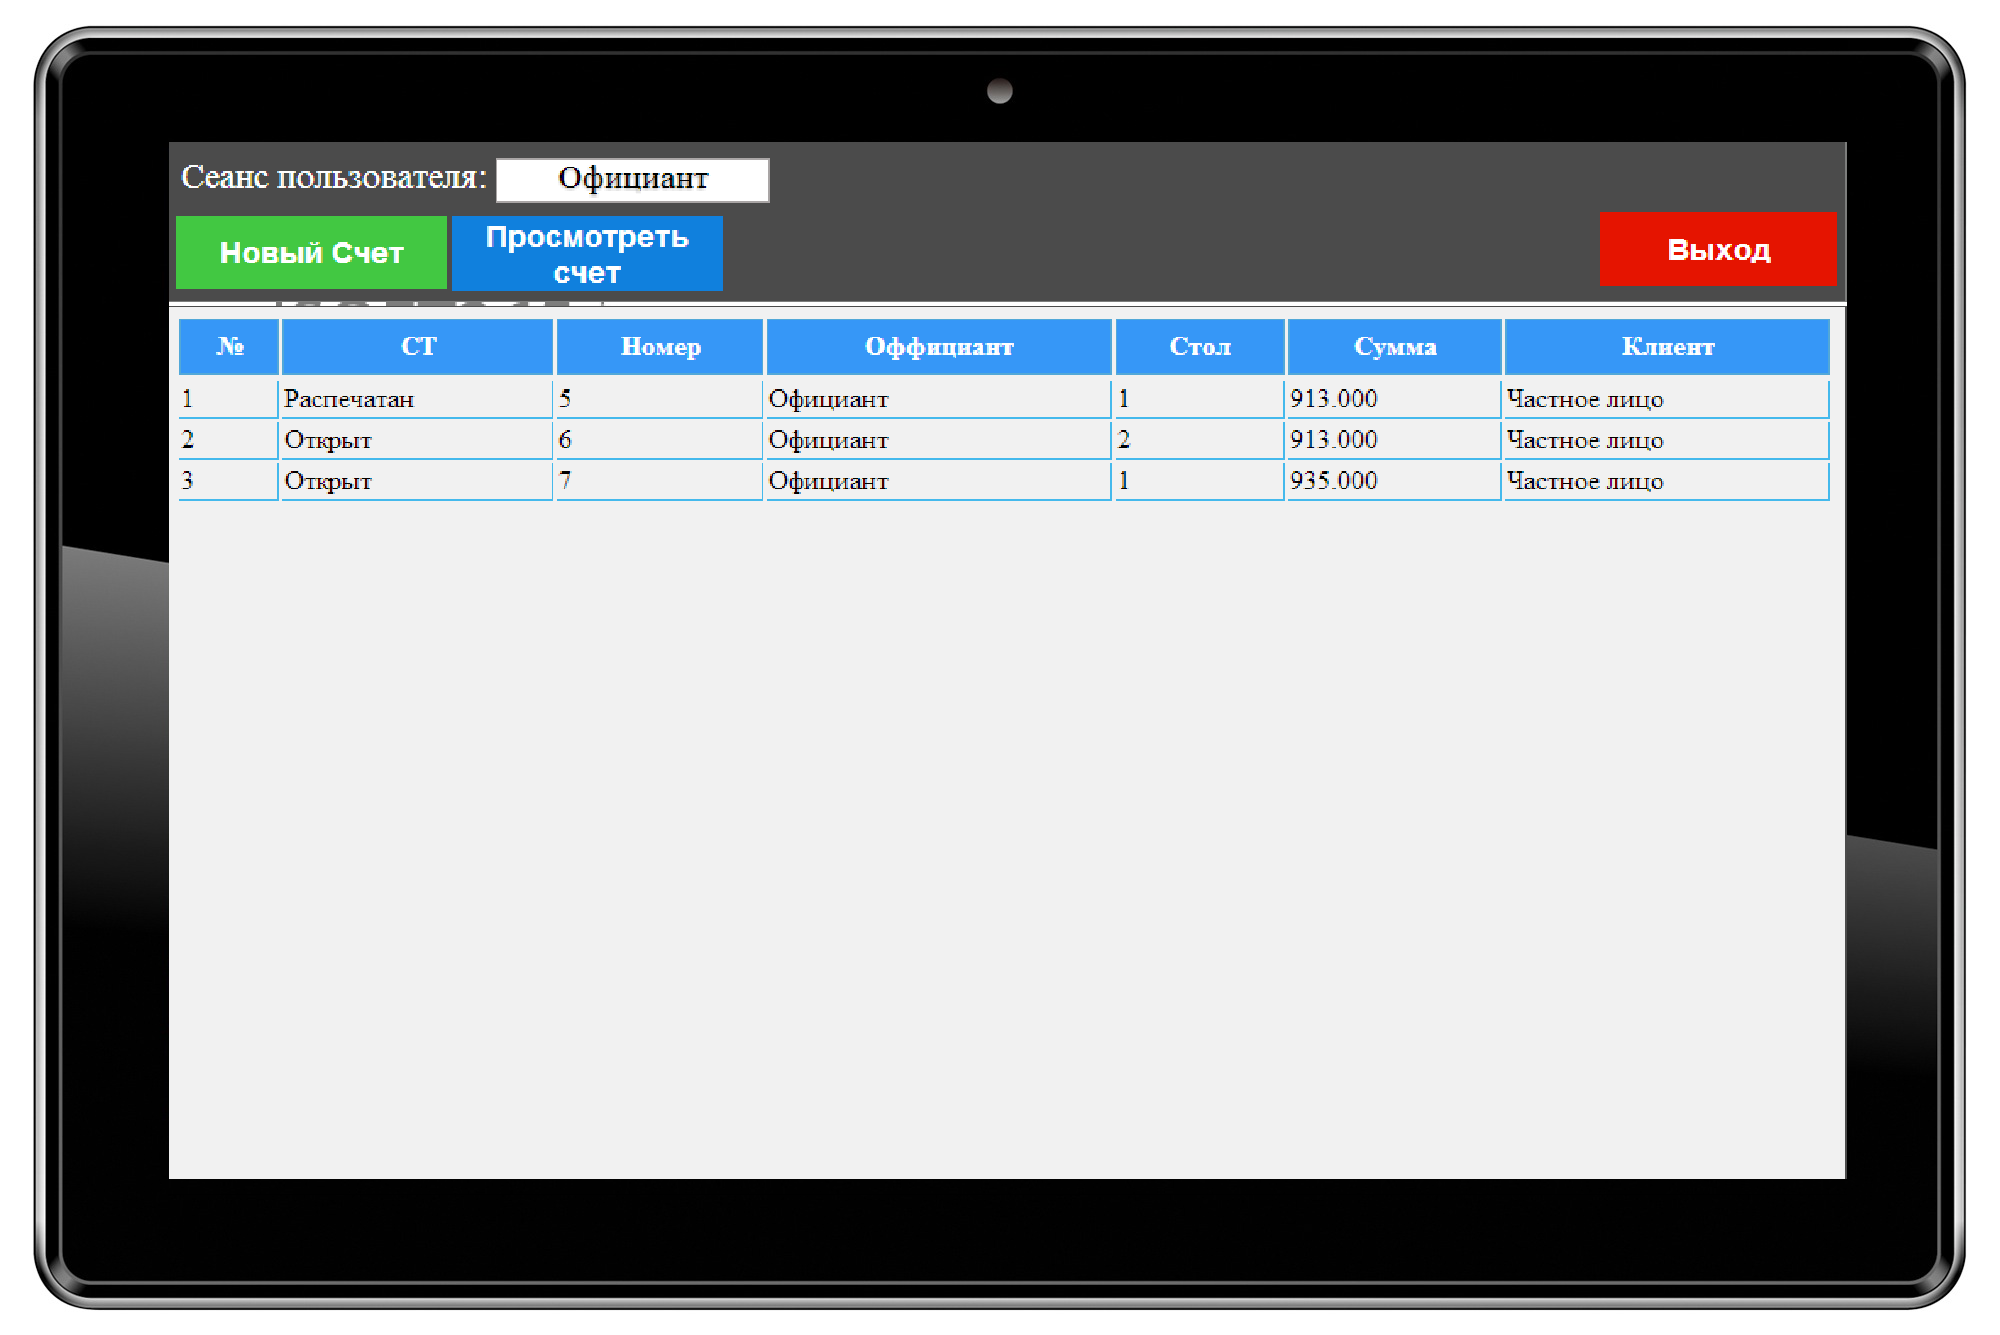 Сеанс пользователя: Официант
Новый Счет
Просмотреть
счет
Выход
№ СТ Номер Оффициант Стол Сумма Клиент
1 Распечатан 5 Официант 1 913.000 Частное лицо
2 Открыт 6 Официант 2 913.000 Частное лицо
3 Открыт 7 Официант 1 935.000 Частное лицо